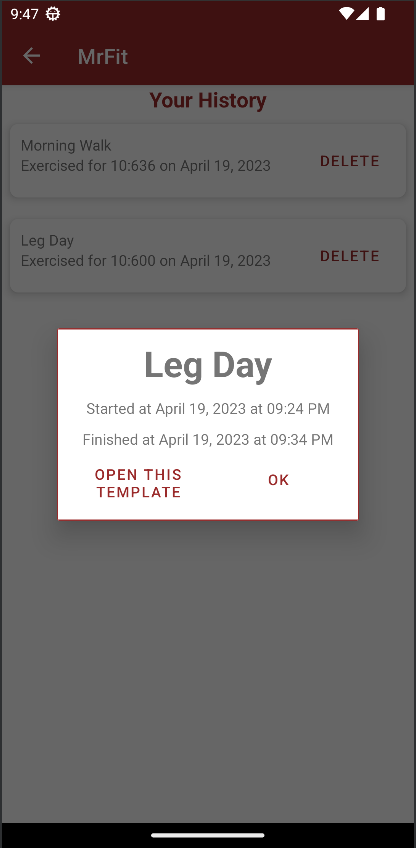 9:47
MrFit
Your History
Morning Walk
Exercised for 10:636 on April 19, 2023
DELETE
Leg Day
Exercised for 10:600 on April 19, 2023
DELETE
Leg Day
Started at April 19, 2023 at 09:24 PM
Finished at April 19, 2023 at 09:34 PM
OPEN THIS
TEMPLATE
OK